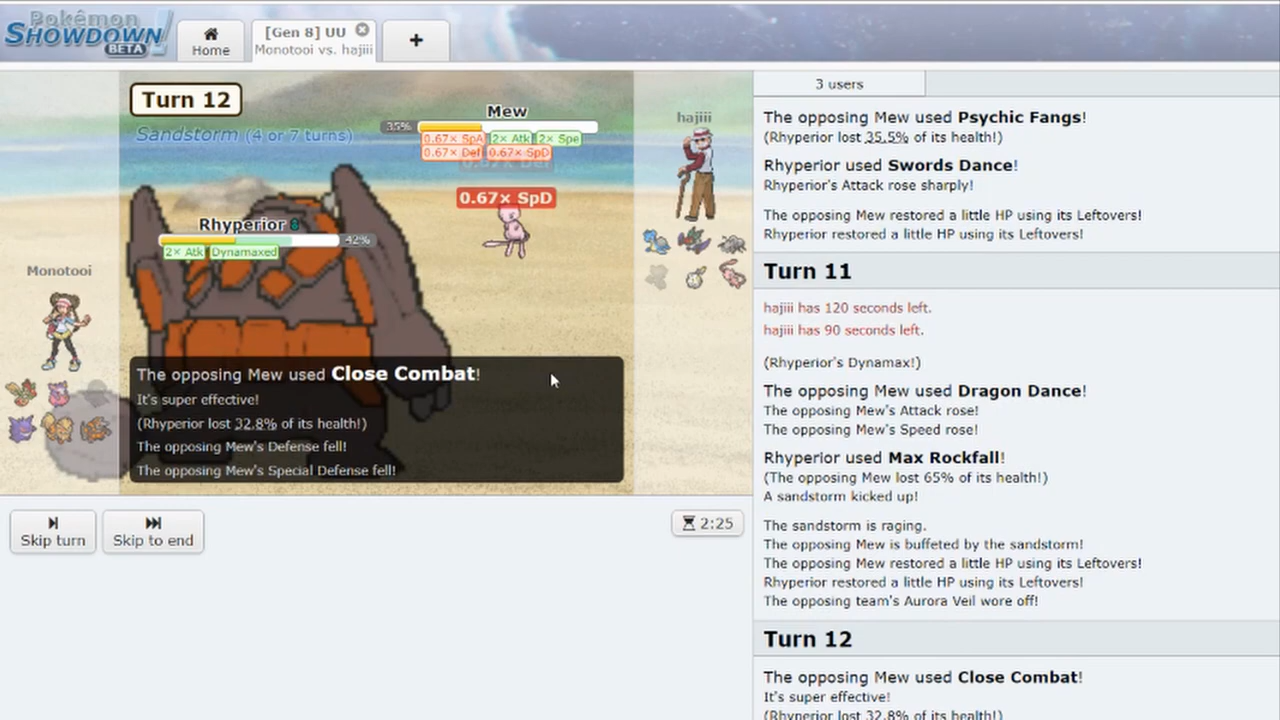 Pokémon
SHOWDOWN!
BETA
Home
[Gen 8] UU
Monotooi vs. hajiii
+
Turn 12
Sandstorm (4 or 7 turns)
Mew
35%
0.67× SpA 2× Atk 2× Spe
0.67× Def 0.67× SpD
0.67× Def
0.67× SpD
Rhyperior
42%
2× Atk Dynamaxed
Monotooi
hajiii
The opposing Mew used Close Combat!
It's super effective!
(Rhyperior lost 32.8% of its health!)
The opposing Mew's Defense fell!
The opposing Mew's Special Defense fell!
Skip turn
Skip to end
2:25
3 users
The opposing Mew used Psychic Fangs!
(Rhyperior lost 35.5% of its health!)
Rhyperior used Swords Dance!
Rhyperior's Attack rose sharply!
The opposing Mew restored a little HP using its Leftovers!
Rhyperior restored a little HP using its Leftovers!
Turn 11
hajiii has 120 seconds left.
hajiii has 90 seconds left.
(Rhyperior's Dynamax!)
The opposing Mew used Dragon Dance!
The opposing Mew's Attack rose!
The opposing Mew's Speed rose!
Rhyperior used Max Rockfall!
(The opposing Mew lost 65% of its health!)
A sandstorm kicked up!
The sandstorm is raging.
The opposing Mew is buffeted by the sandstorm!
The opposing Mew restored a little HP using its Leftovers!
Rhyperior restored a little HP using its Leftovers!
The opposing team's Aurora Veil wore off!
Turn 12
The opposing Mew used Close Combat!
It's super effective!
(Rhyperior lost 32.8% of its health!)